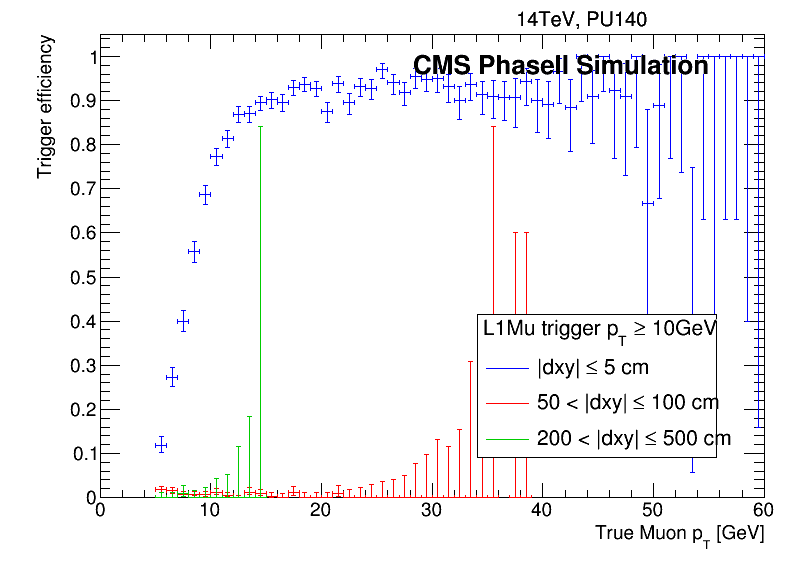 14TeV, PU140
CMS PhaseII Simulation
Trigger efficiency
1
0.9
0.8
0.7
0.6
0.5
0.4
0.3
0.2
0.1
0
L1Mu trigger pT ≥ 10GeV
|dxy| ≤ 5 cm
50 < |dxy| ≤ 100 cm
200 < |dxy| ≤ 500 cm
0 10 20 30 40 50 60
True Muon pT [GeV]